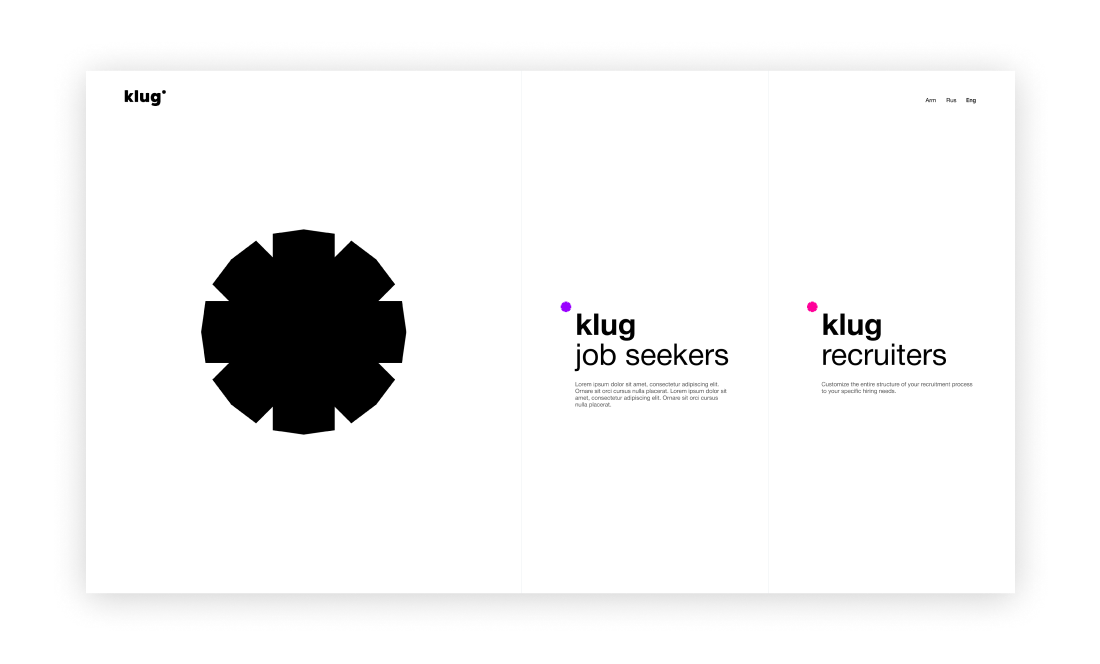 klug
Arm Rus Eng
klug
job seekers
Lorem ipsum dolor sit amet, consectetur adipiscing elit.
Ornare sit orci cursus nulla placerat. Lorem ipsum dolor sit
amet, consectetur adipiscing elit. Ornare sit orci cursus
nulla placerat.
klug
recruiters
Customize the entire structure of your recruitment process
to your specific hiring needs.